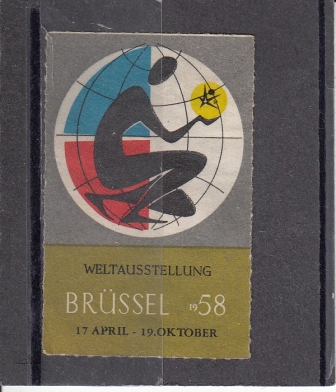 WELTAUSSTELLUNG
BRÜSSEL 1958
17 APRIL - 19.OKTOBER